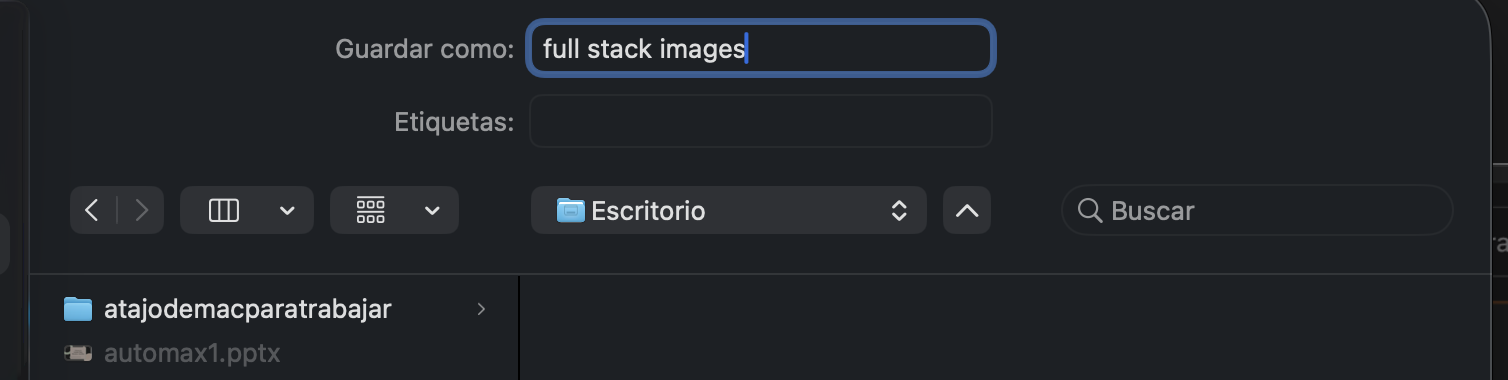 Guardar como: full stack images
Etiquetas:
Escritorio
Buscar
atajodemacparatrabajar
automax1.pptx